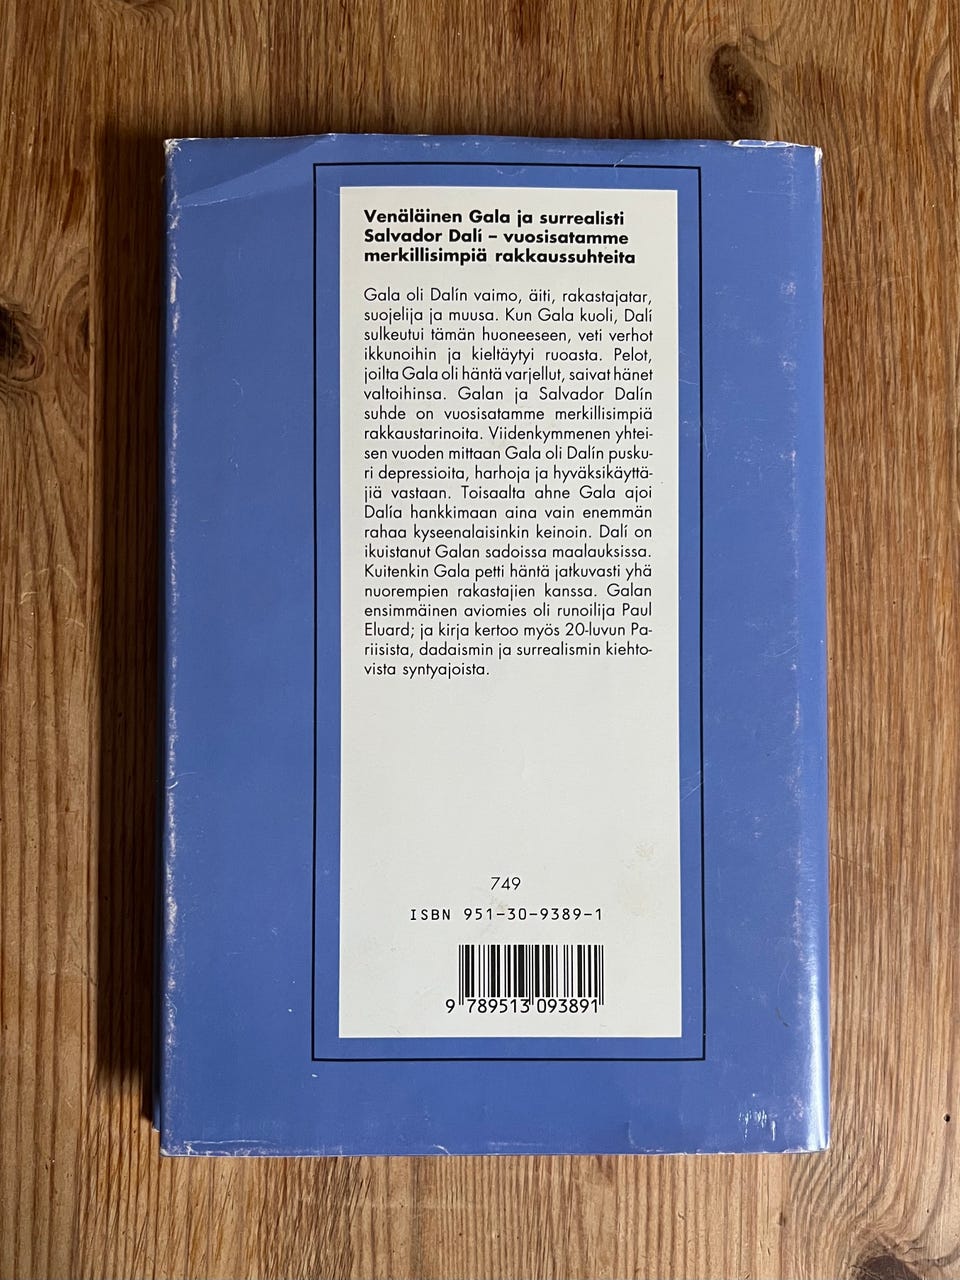 Venäläinen Gala ja surrealisti
Salvador Dalí – vuosisatamme
merkillisimpiä rakkaussuhteita
Gala oli Dalín vaimo, äiti, rakastajatar,
suojelija ja muusa. Kun Gala kuoli, Dalí
sulkeutui tämän huoneeseen, veti verhot
ikkunoihin ja kieltäytyi ruoasta. Pelot,
joilta Gala oli häntä varjellut, saivat hänet
valtoihinsa. Galan ja Salvador Dalín
suhde on vuosisatamme merkillisimpiä
rakkaustarinoita. Viidenkymmenen yhtei-
sen vuoden mittaan Gala oli Dalín pusku-
ri depressioita, harhoja ja hyväksikäyttä-
jiä vastaan. Toisaalta ahne Gala ajoi
Dalía hankkimaan aina vain enemmän
rahaa kyseenalaisinkin keinoin. Dalí on
ikuistanut Galan sadoissa maalauksissa.
Kuitenkin Gala petti häntä jatkuvasti yhä
nuorempien rakastajien kanssa. Galan
ensimmäinen aviomies oli runoilija Paul
Eluard; ja kirja kertoo myös 20-luvun Pa-
riisista, dadaismin ja surrealismin kiehto-
vista syntyajoista.
749
ISBN 951-30-9389-1
9 789513 093891